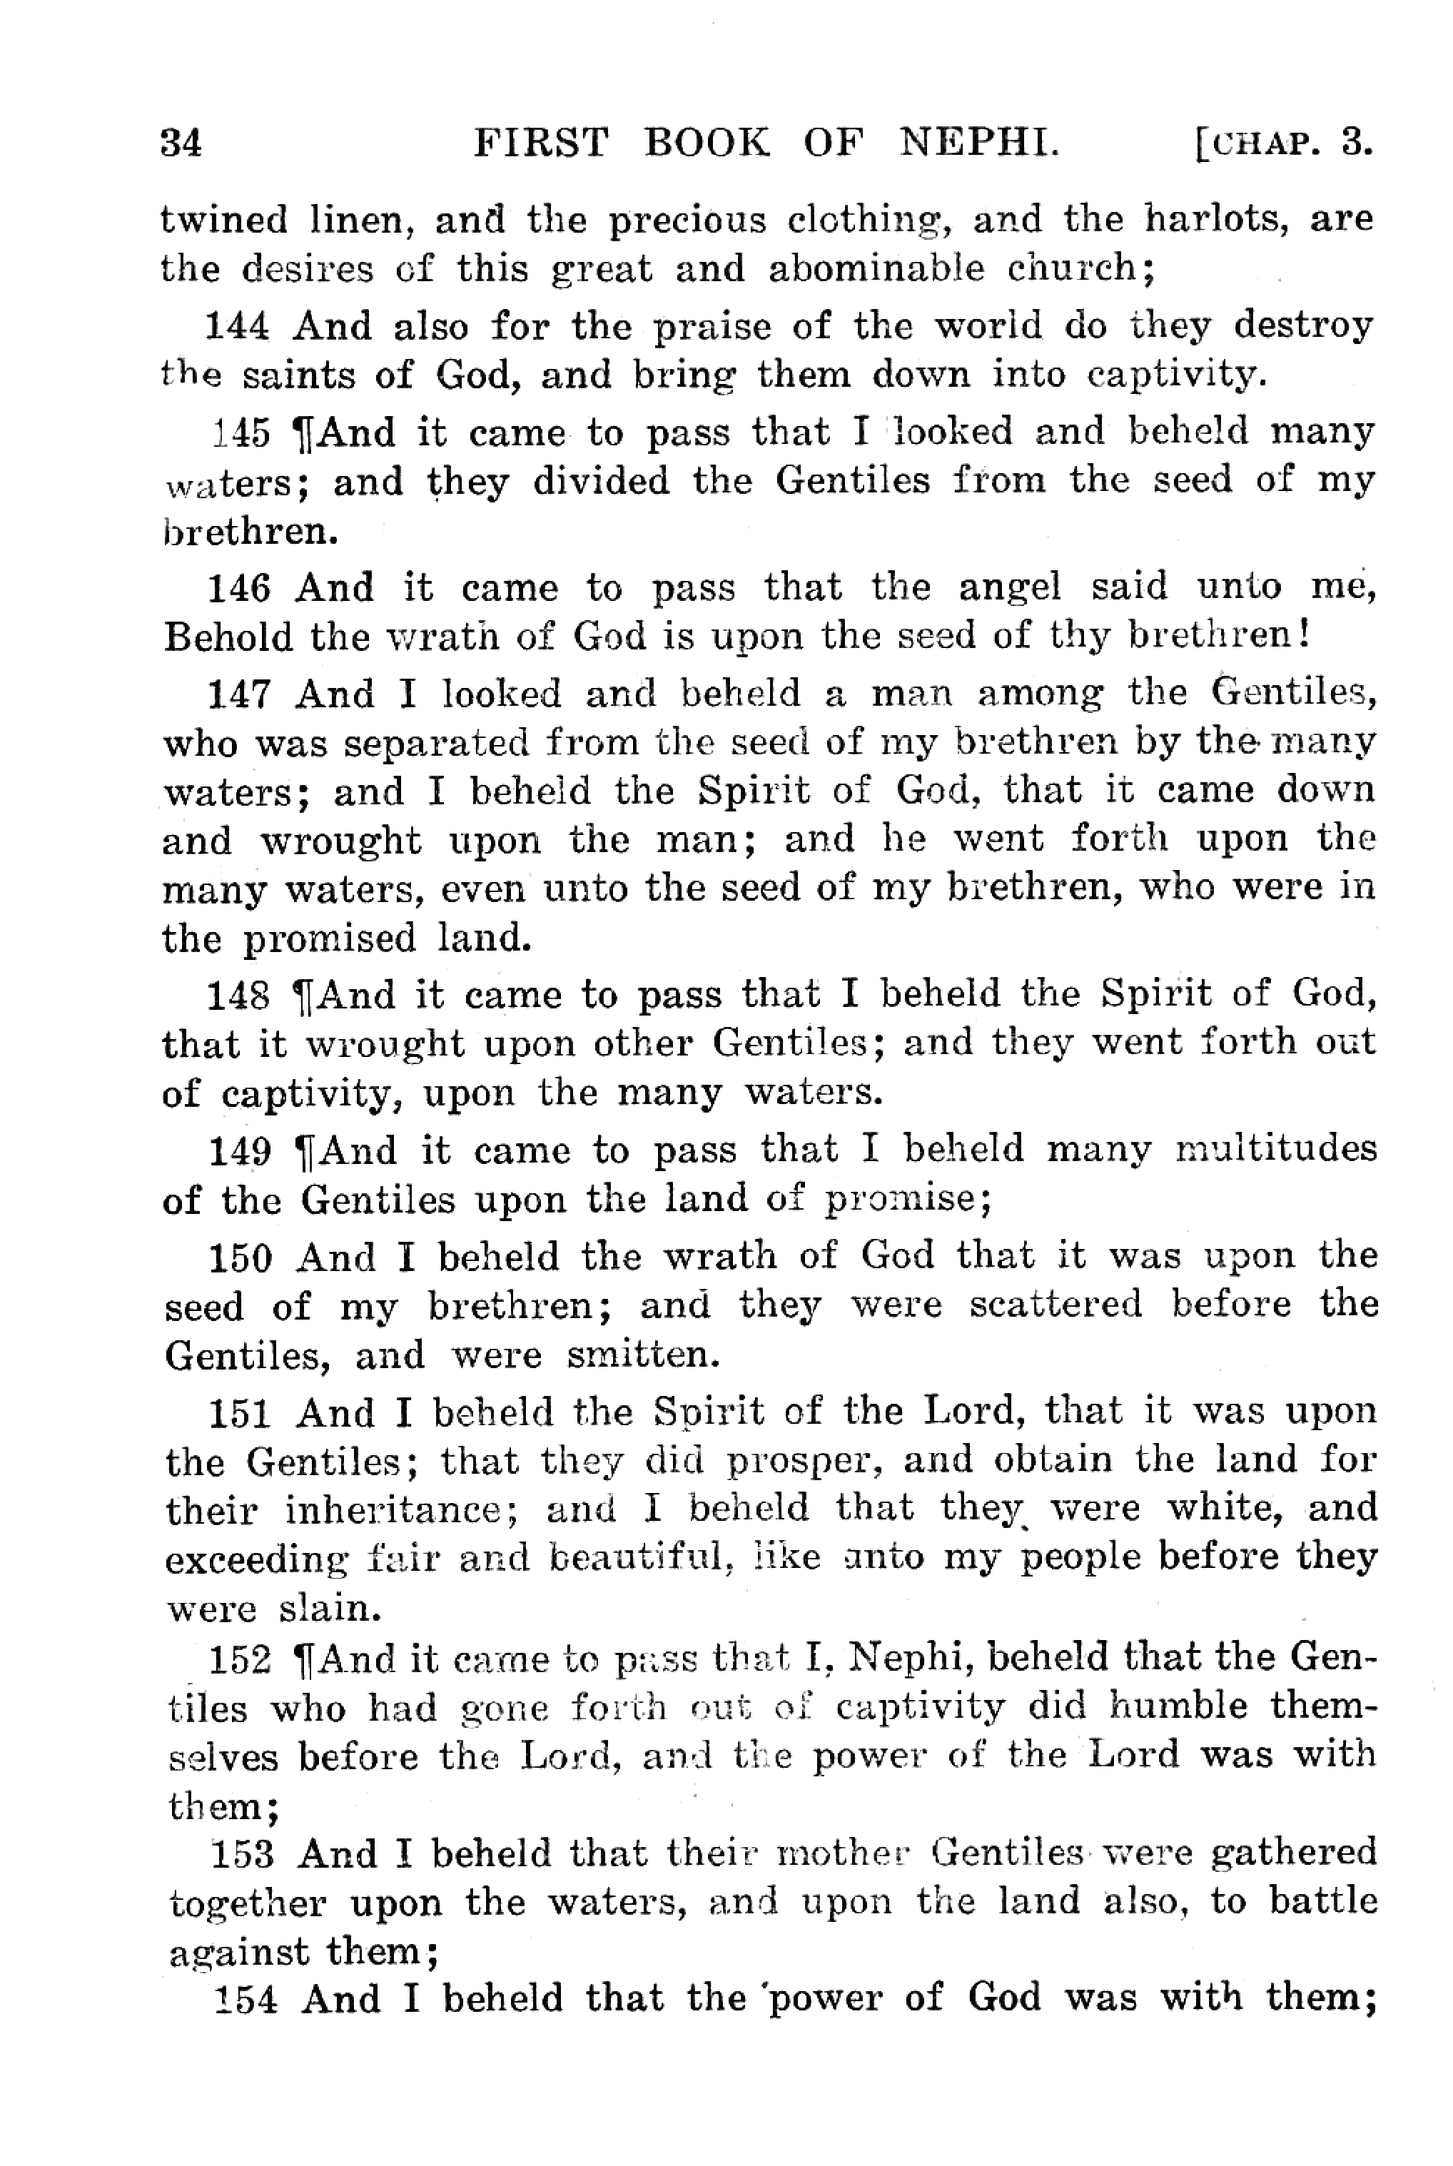 34 FIRST BOOK OF NEPHI. [CHAP. 3.
twined linen, and the precious clothing, and the harlots, are
the desires of this great and abominable church;
144 And also for the praise of the world do they destroy
the saints of God, and bring them down into captivity.
145 ¶And it came to pass that I looked and beheld many
waters; and they divided the Gentiles from the seed of my
brethren.
146 And it came to pass that the angel said unto me,
Behold the wrath of God is upon the seed of thy brethren!
147 And I looked and beheld a man among the Gentiles,
who was separated from the seed of my brethren by the many
waters; and I beheld the Spirit of God, that it came down
and wrought upon the man; and he went forth upon the
many waters, even unto the seed of my brethren, who were in
the promised land.
148 ¶And it came to pass that I beheld the Spirit of God,
that it wrought upon other Gentiles; and they went forth out
of captivity, upon the many waters.
149 ¶And it came to pass that I beheld many multitudes
of the Gentiles upon the land of promise;
150 And I beheld the wrath of God that it was upon the
seed of my brethren; and they were scattered before the
Gentiles, and were smitten.
151 And I beheld the Spirit of the Lord, that it was upon
the Gentiles; that they did prosper, and obtain the land for
their inheritance; and I beheld that they were white, and
exceeding fair and beautiful, like unto my people before they
were slain.
152 ¶And it came to pass that I, Nephi, beheld that the Gen-
tiles who had gone forth out of captivity did humble them-
selves before the Lord, and the power of the Lord was with
them;
153 And I beheld that their mother Gentiles were gathered
together upon the waters, and upon the land also, to battle
against them;
154 And I beheld that the power of God was with them;